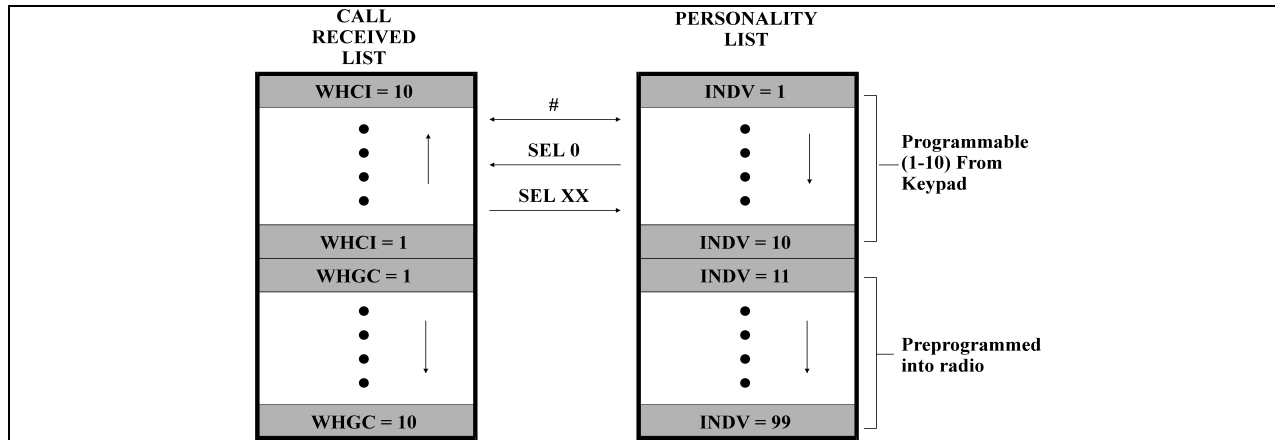 CALL
RECEIVED
LIST
WHCI = 10
WHCI = 1
WHGC = 1
WHGC = 10
#
SEL 0
SEL XX
PERSONALITY
LIST
INDV = 1
INDV = 10
INDV = 11
INDV = 99
Programmable
(1-10) From
Keypad
Preprogrammed
into radio